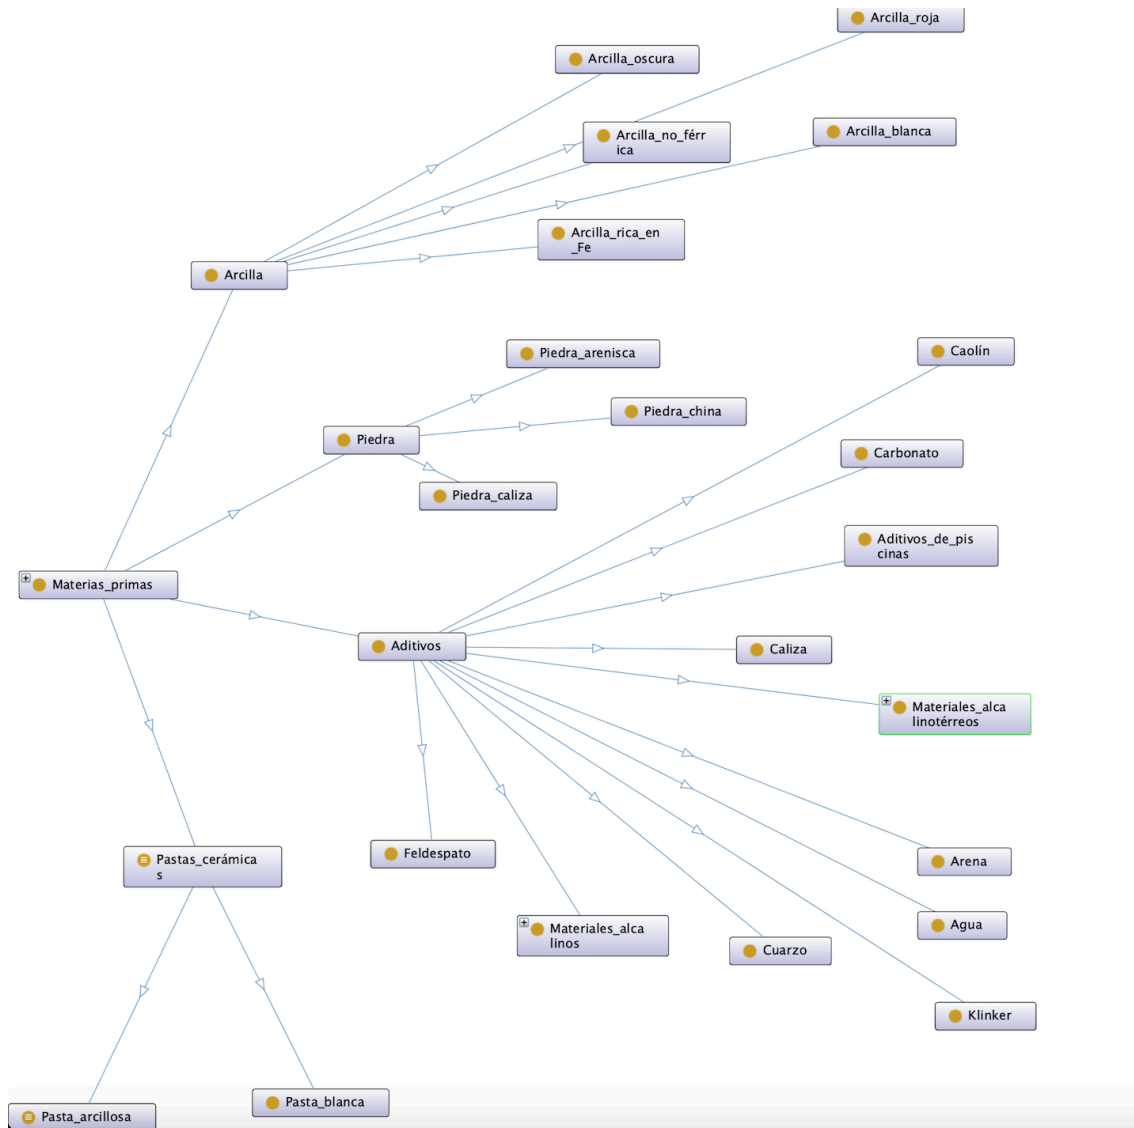 Arcilla_roja
Arcilla_oscura
Arcilla_no_férr
ica
Arcilla_blanca
Arcilla_rica_en
_Fe
Arcilla
Piedra_arenisca
Caolín
Piedra_china
Piedra
Carbonato
Piedra_caliza
Aditivos_de_pis
cinas
Materias_primas
Aditivos
Caliza
Materiales_alca
linotérreos
Pastas_cerámica
s
Feldespato
Arena
Materiales_alca
linos
Agua
Cuarzo
Klinker
Pasta_blanca
Pasta_arcillosa